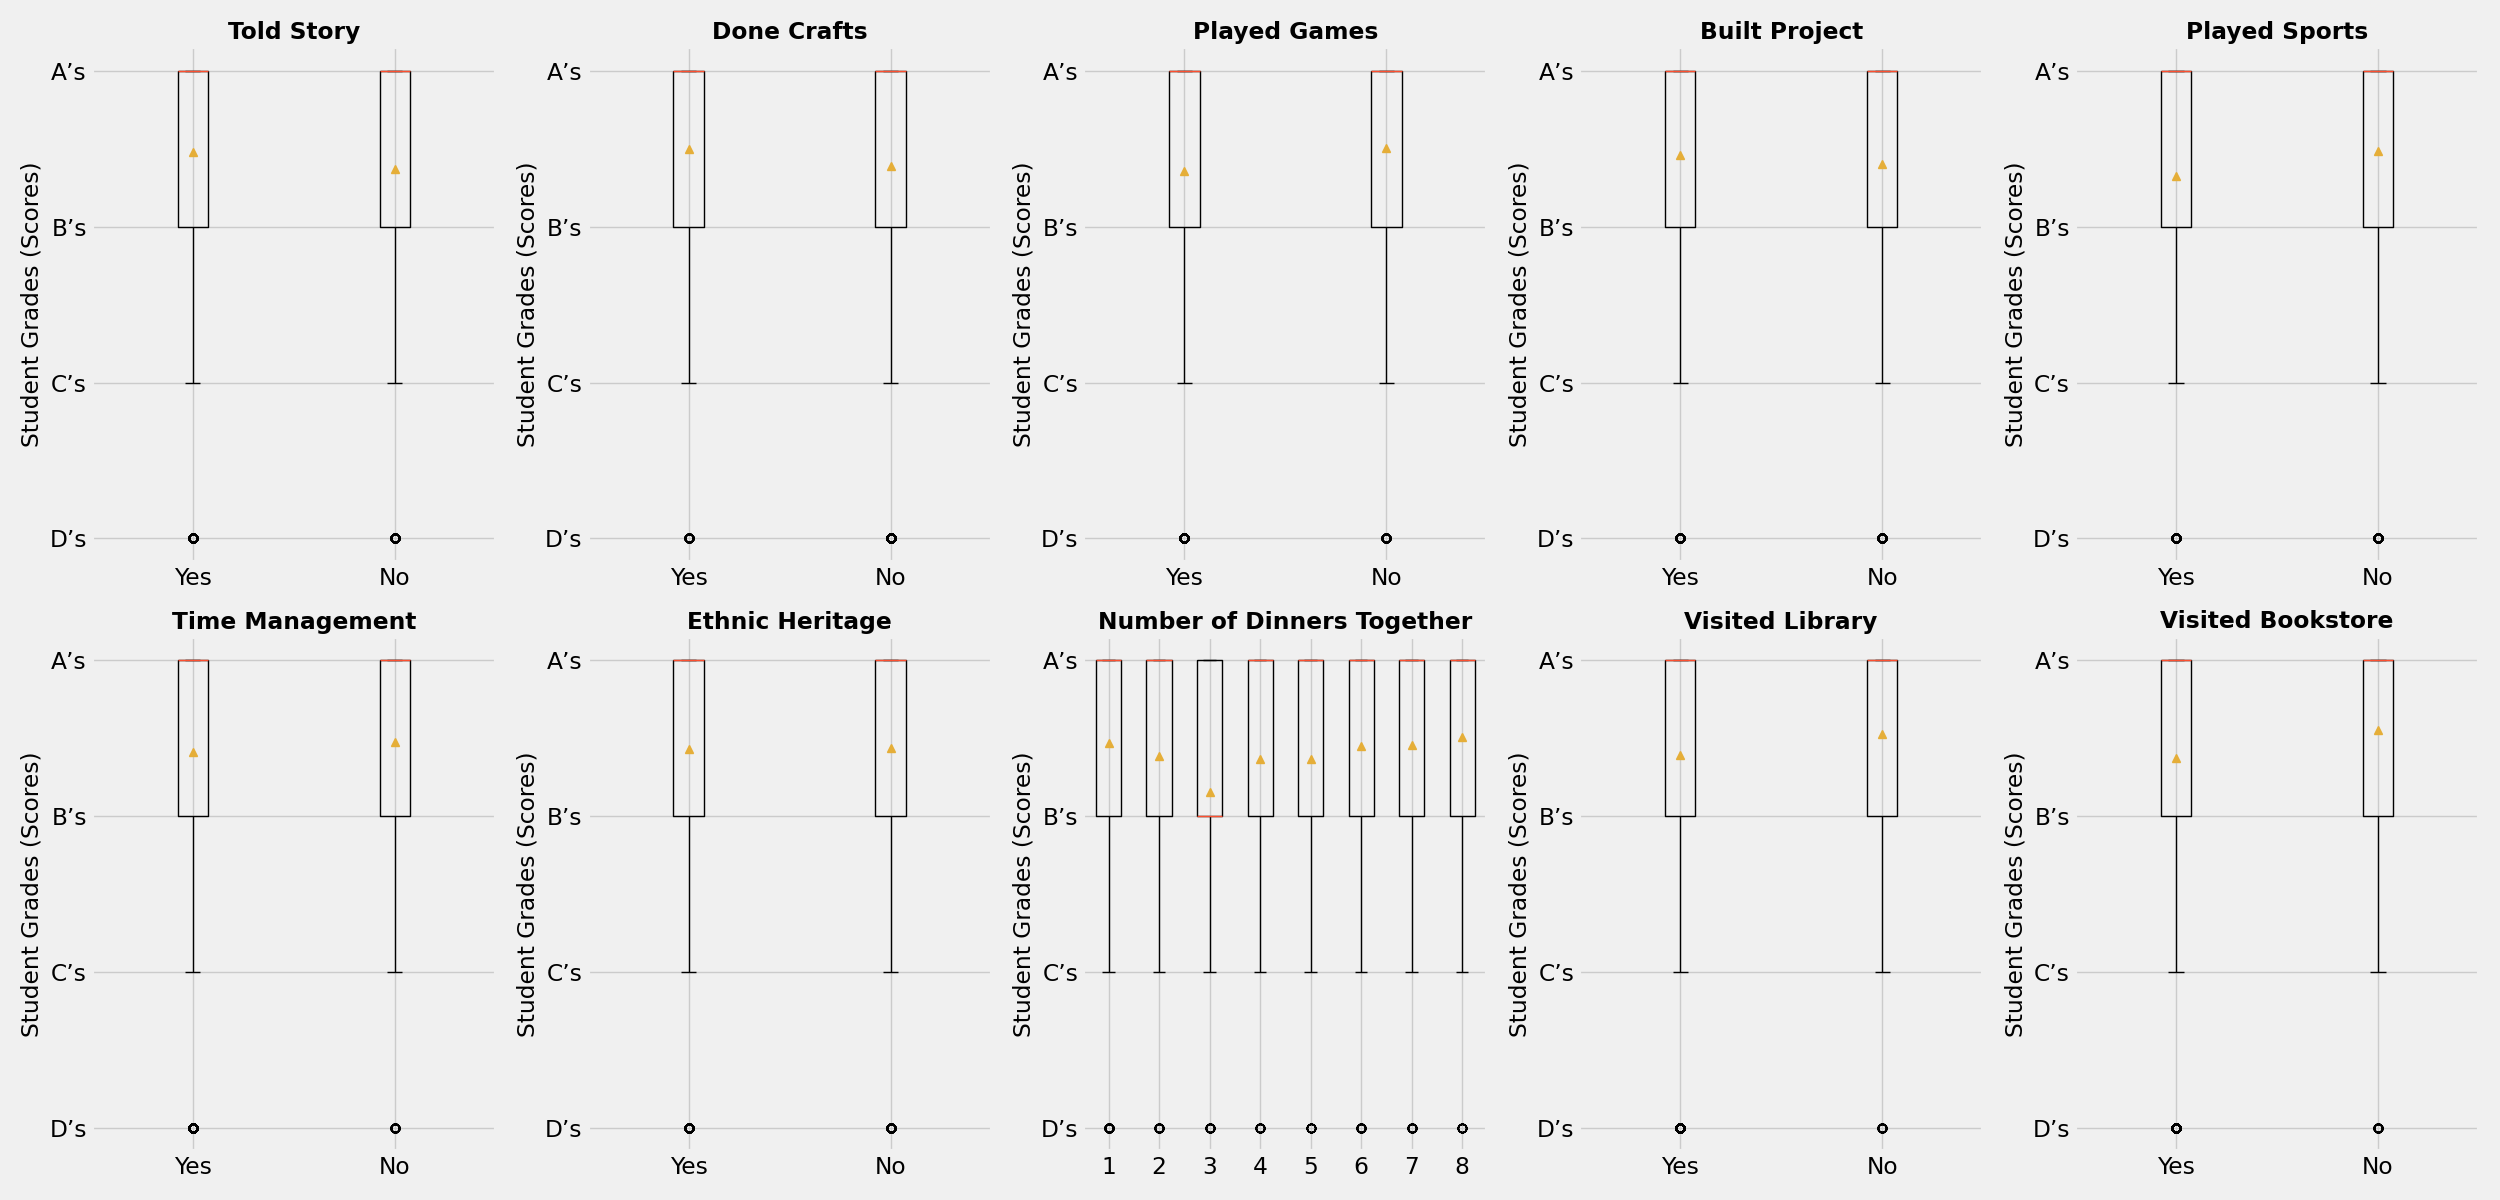 Told Story
Done Crafts
Played Games
Built Project
Played Sports
Student Grades (Scores)
A’s
B’s
C’s
D’s
Yes
No
Student Grades (Scores)
A’s
B’s
C’s
D’s
Yes
No
Student Grades (Scores)
A’s
B’s
C’s
D’s
Yes
No
Student Grades (Scores)
A’s
B’s
C’s
D’s
Yes
No
Student Grades (Scores)
A’s
B’s
C’s
D’s
Yes
No
Time Management
Ethnic Heritage
Number of Dinners Together
Visited Library
Visited Bookstore
Student Grades (Scores)
A’s
B’s
C’s
D’s
Yes
No
Student Grades (Scores)
A’s
B’s
C’s
D’s
Yes
No
Student Grades (Scores)
A’s
B’s
C’s
D’s
1 2 3 4 5 6 7 8
Student Grades (Scores)
A’s
B’s
C’s
D’s
Yes
No
Student Grades (Scores)
A’s
B’s
C’s
D’s
Yes
No